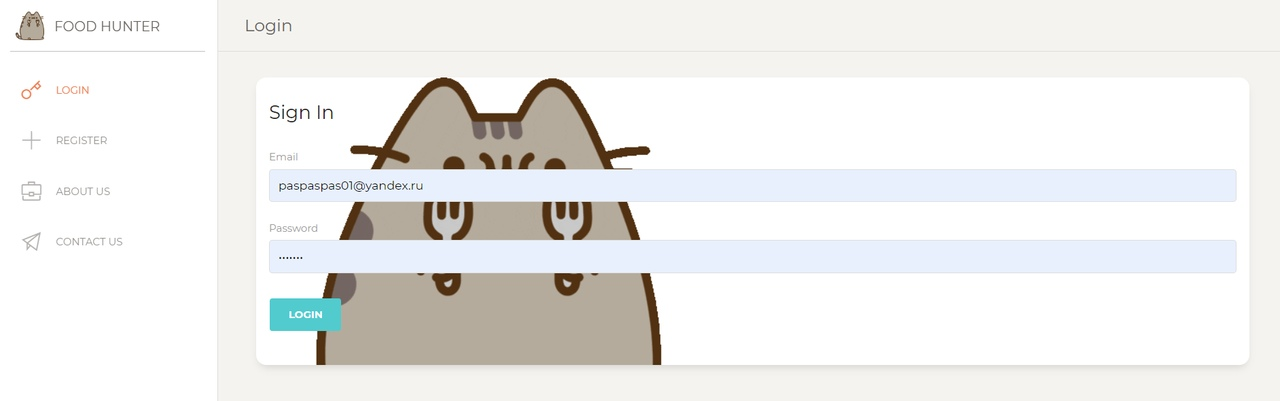 FOOD HUNTER
LOGIN
REGISTER
ABOUT US
CONTACT US
Login
Sign In
Email
paspaspas01@yandex.ru
Password
•••••••
LOGIN